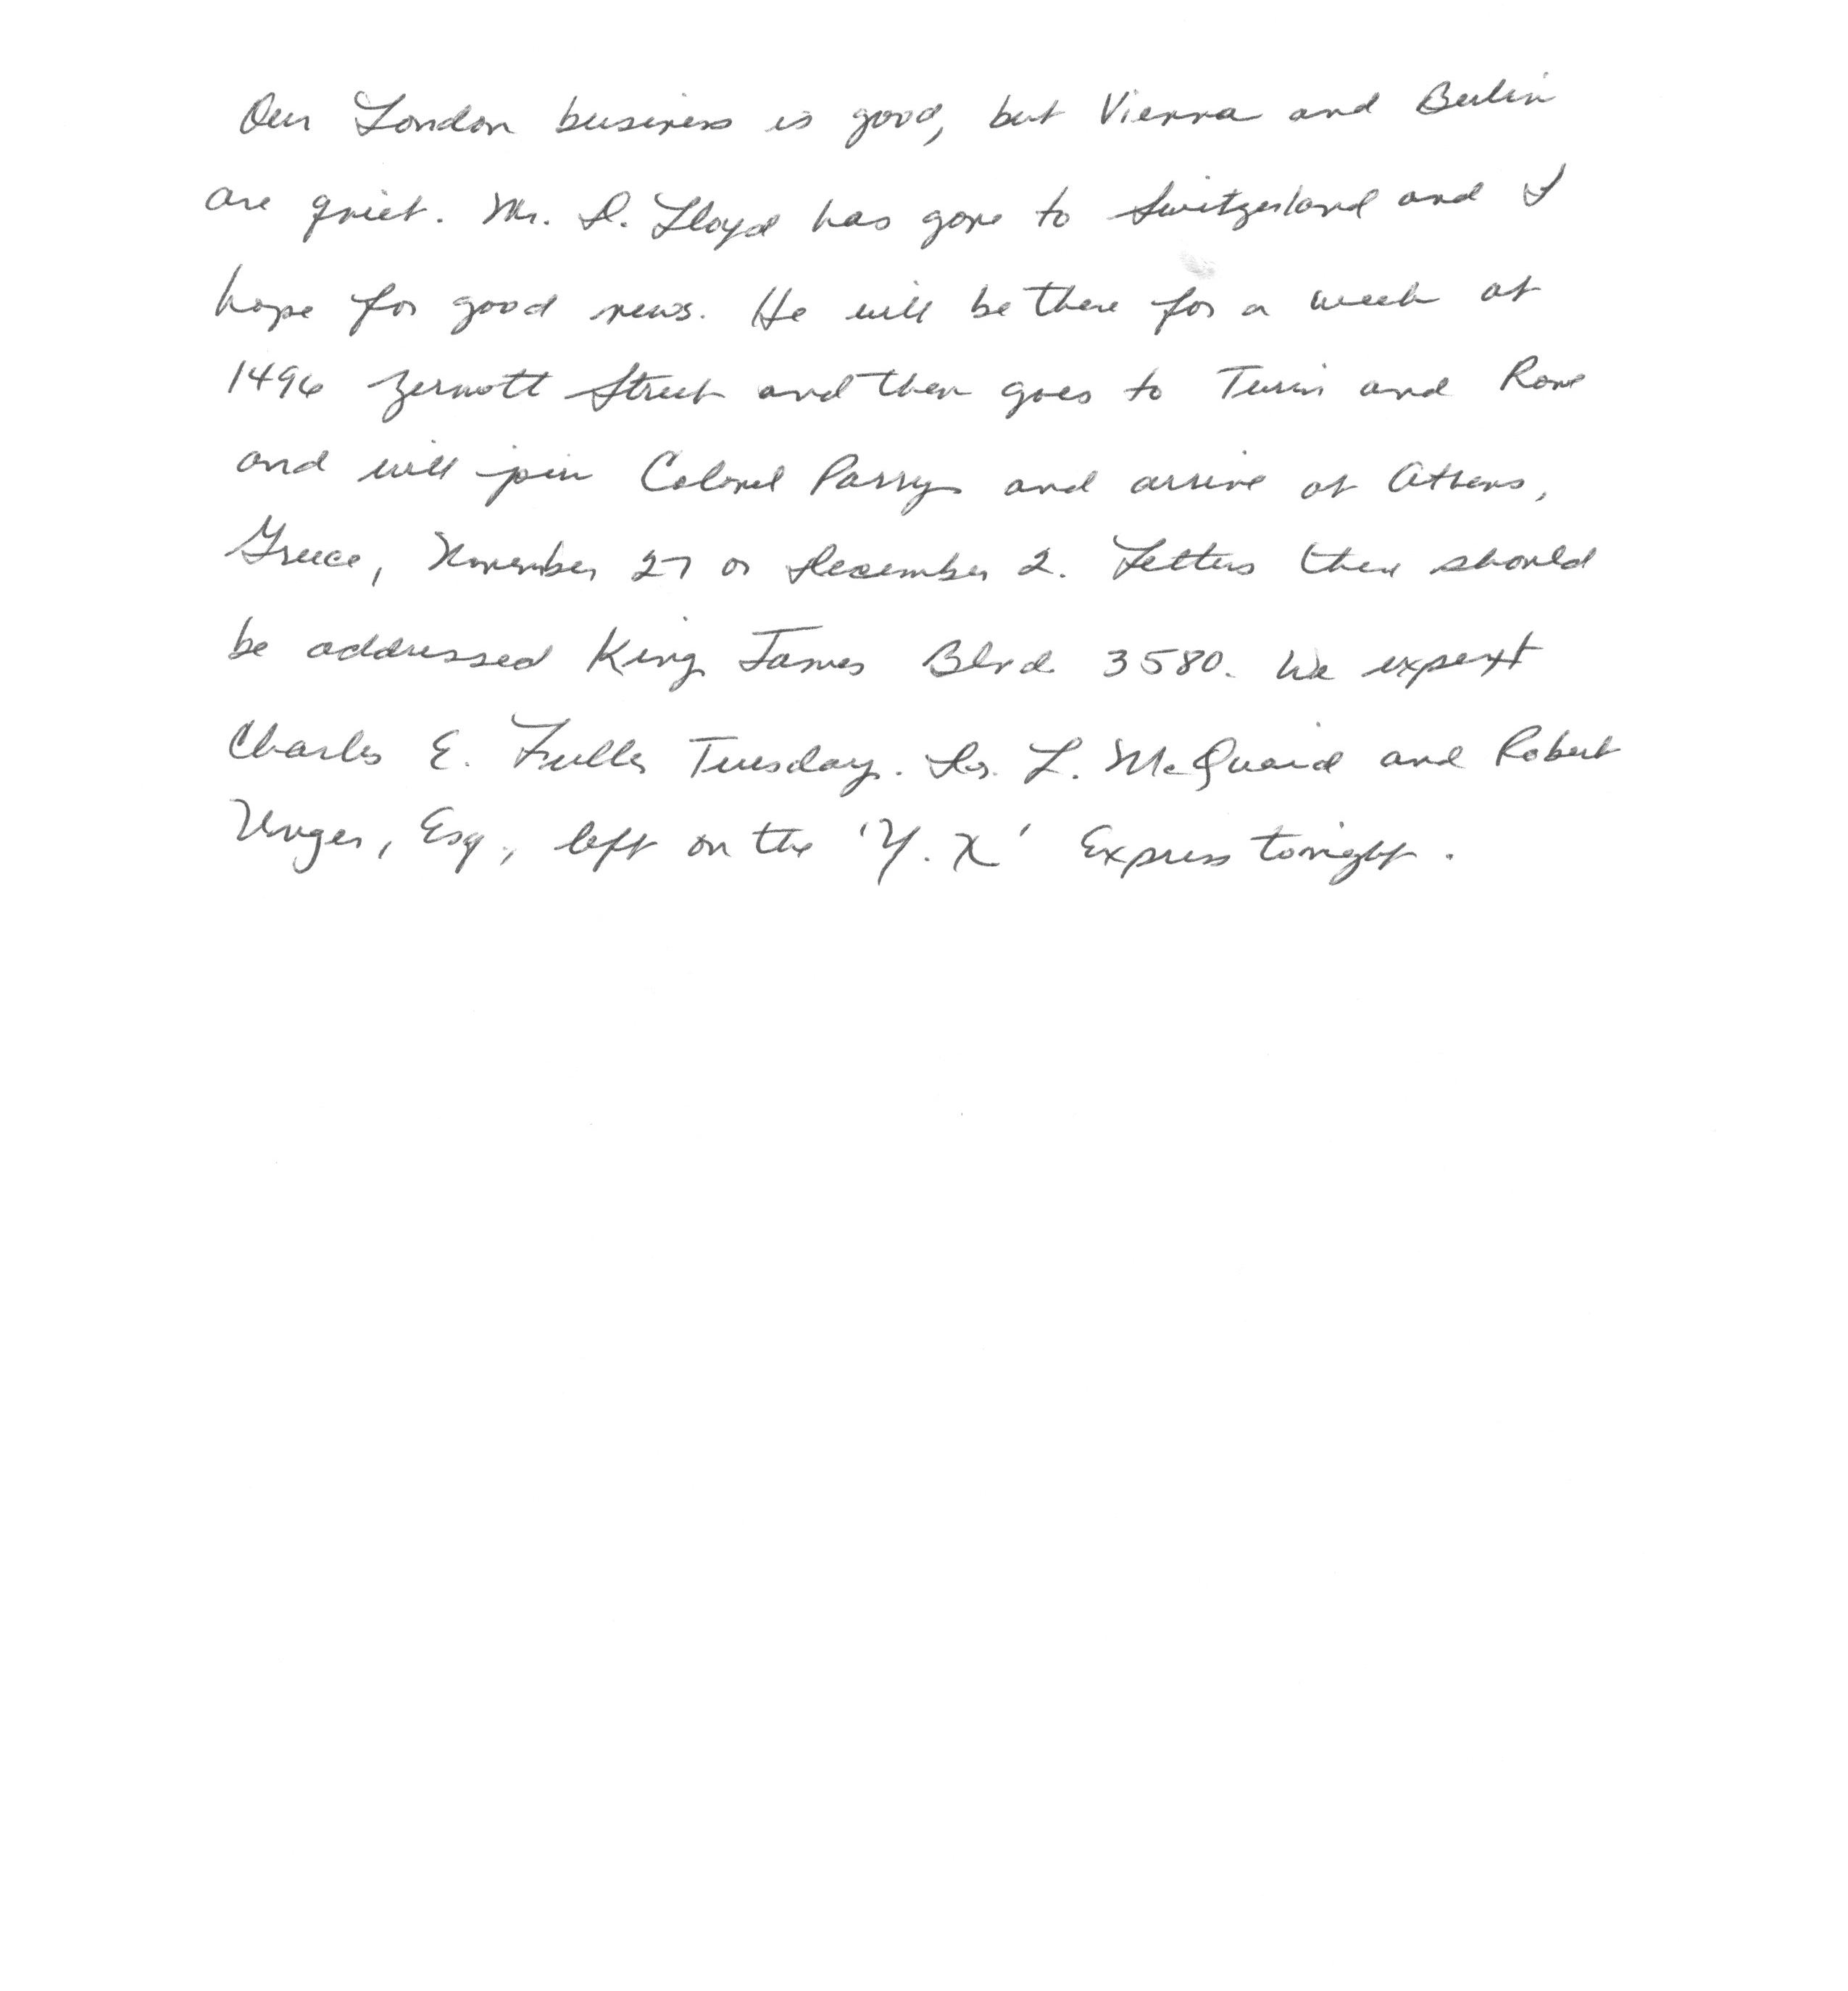 Our London business is good, but Vienna and Berlin
are quiet. Mr. D. Lloyd has gone to Switzerland and I
hope for good news. He will be there for a week at
1496 Zermott Street and then goes to Turin and Rome
and will join Colonel Parry and arrive at Athens,
Greece, November 27 or December 2. Letters there should
be addressed King James Blvd 3580. We expect
Charles E. Fuller Tuesday. Dr. L. McQuaid and Robert
Unger, Esq., left on the 'Y.X' Express tonight.